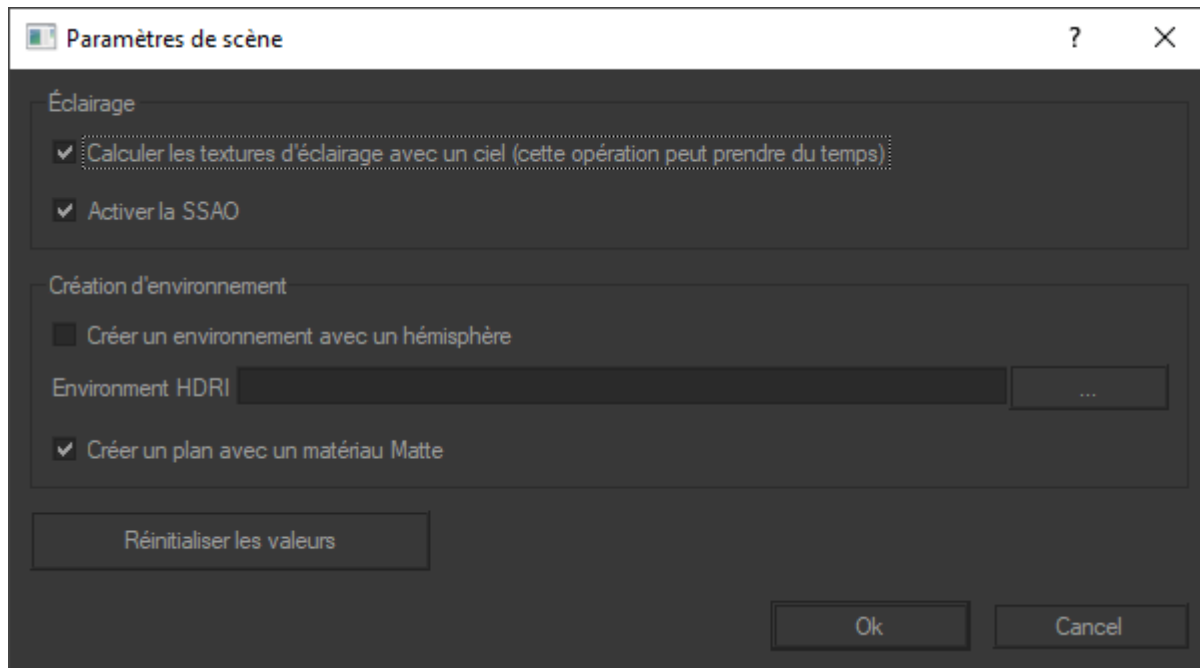 Paramètres de scène
?
Éclairage
Calculer les textures d'éclairage avec un ciel (cette opération peut prendre du temps)
Activer la SSAO
Création d'environnement
Créer un environnement avec un hémisphère
Environment HDRI
...
Créer un plan avec un matériau Matte
Réinitialiser les valeurs
Ok
Cancel